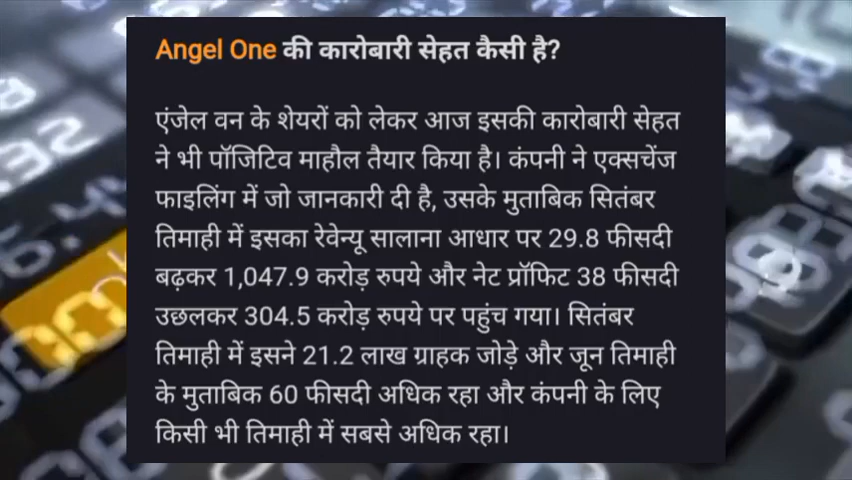 Angel One की कारोबारी सेहत कैसी है?
एंजेल वन के शेयरों को लेकर आज इसकी कारोबारी सेहत
ने भी पॉजिटिव माहौल तैयार किया है। कंपनी ने एक्सचेंज
फाइलिंग में जो जानकारी दी है, उसके मुताबिक सितंबर
तिमाही में इसका रेवेन्यू सालाना आधार पर 29.8 फीसदी
बढ़कर 1,047.9 करोड़ रुपये और नेट प्रॉफिट 38 फीसदी
उछलकर 304.5 करोड़ रुपये पर पहुंच गया। सितंबर
तिमाही में इसने 21.2 लाख ग्राहक जोड़े और जून तिमाही
के मुताबिक 60 फीसदी अधिक रहा और कंपनी के लिए
किसी भी तिमाही में सबसे अधिक रहा।